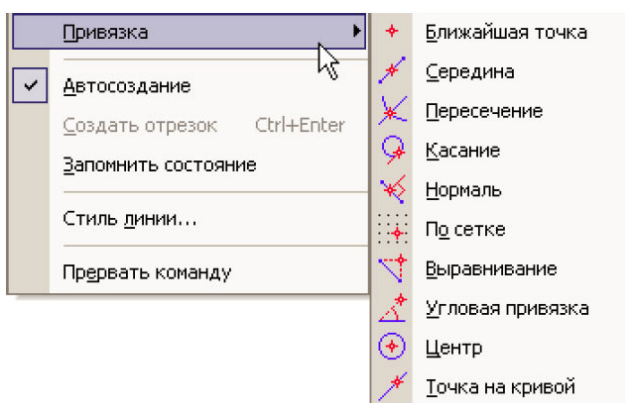 Привязка
Автосоздание
Создать отрезок Ctrl+Enter
Запомнить состояние
Стиль линии...
Прервать команду
Ближайшая точка
Середина
Пересечение
Касание
Нормаль
По сетке
Выравнивание
Угловая привязка
Центр
Точка на кривой